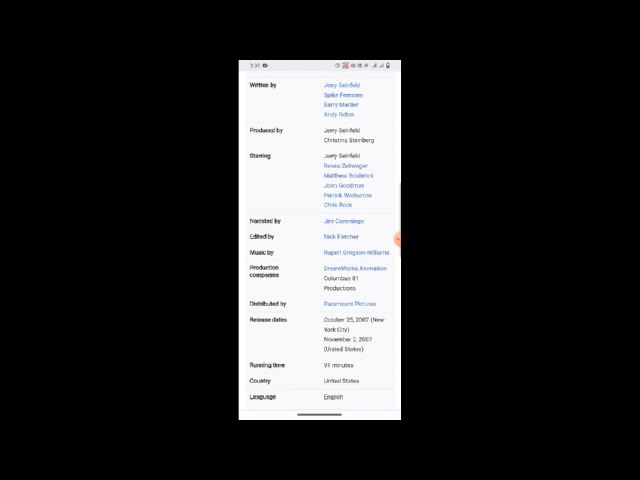 Written by
Jerry Seinfeld
Spike Feresten
Barry Marder
Andy Robin
Produced by
Jerry Seinfeld
Christina Steinberg
Starring
Jerry Seinfeld
Renée Zellweger
Matthew Broderick
John Goodman
Patrick Warburton
Chris Rock
Narrated by
Jim Cummings
Edited by
Nick Fletcher
Music by
Rupert Gregson-Williams
Production
companies
DreamWorks Animation
Columbus 81
Productions
Distributed by
Paramount Pictures
Release dates
October 25, 2007 (New
York City)
November 2, 2007
(United States)
Running time
91 minutes
Country
United States
Language
English